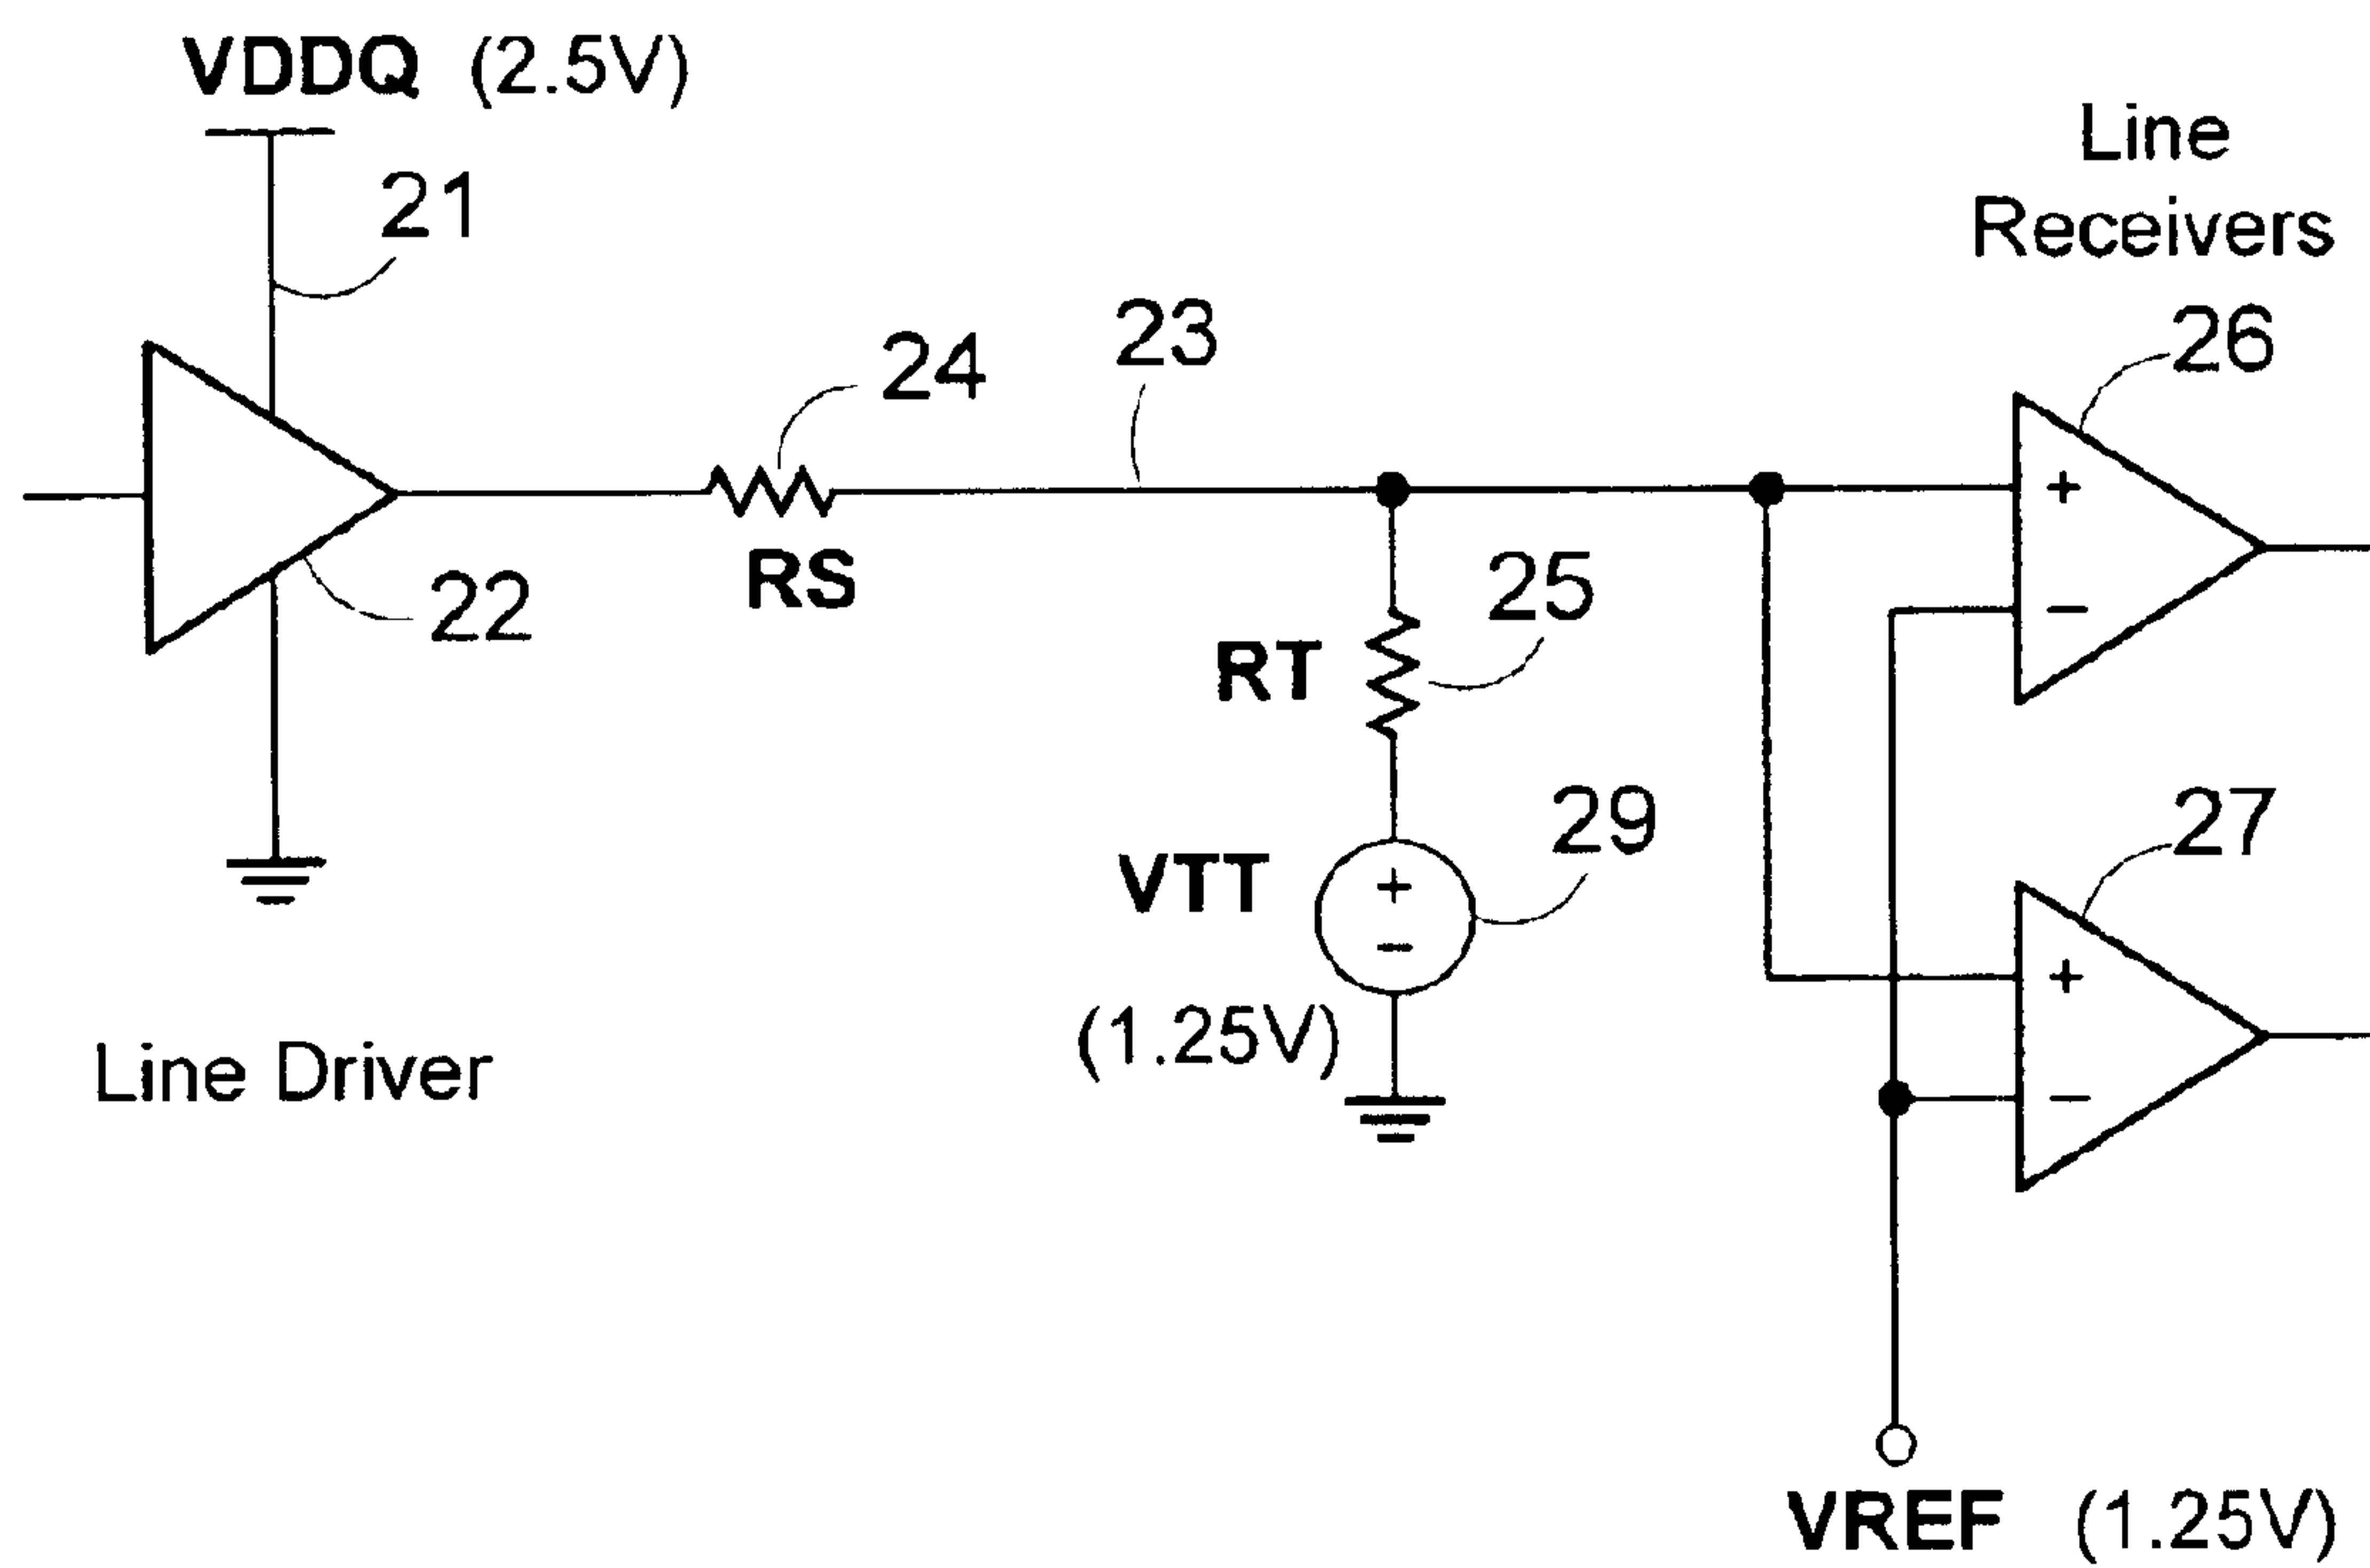 VDDQ (2.5V)
21
Line
Receivers
24
23
26
22
RS
25
RT
+
−
29
27
VTT
+
−
(1.25V)
+
−
Line Driver
VREF (1.25V)